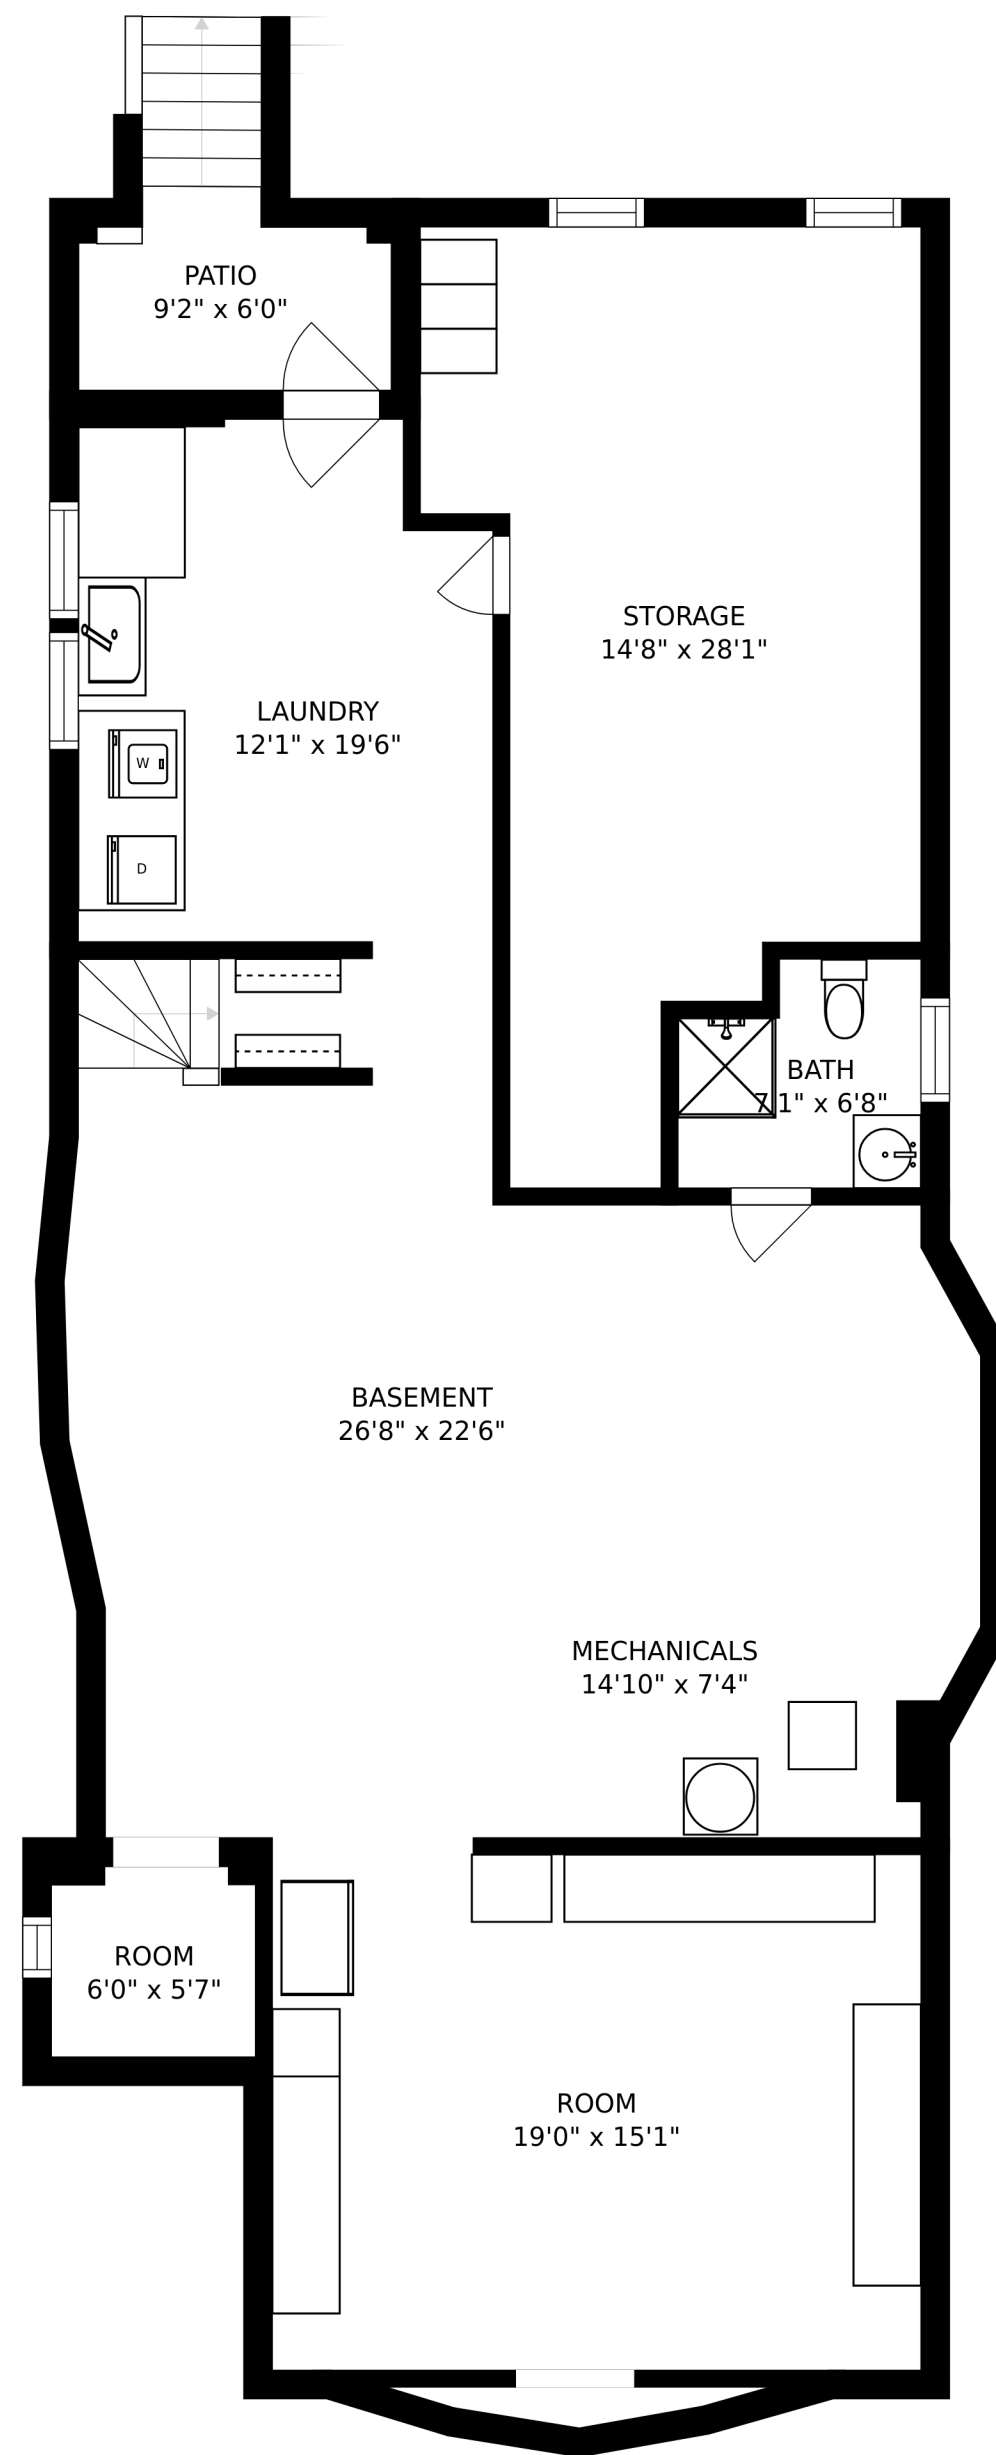 PATIO
9'2" x 6'0"
STORAGE
14'8" x 28'1"
LAUNDRY
12'1" x 19'6"
W
D
BATH
7'1" x 6'8"
BASEMENT
26'8" x 22'6"
MECHANICALS
14'10" x 7'4"
ROOM
6'0" x 5'7"
ROOM
19'0" x 15'1"